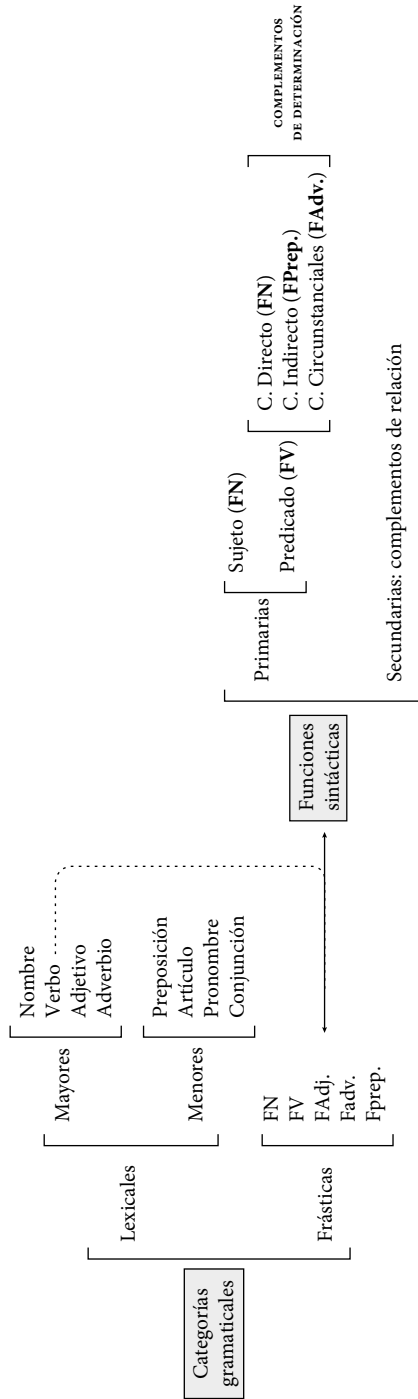 Categorías
gramaticales
Lexicales
Mayores
Nombre
Verbo
Adjetivo
Adverbio
Menores
Preposición
Artículo
Pronombre
Conjunción
Frásticas
FN
FV
FAdj.
Fadv.
Fprep.
Funciones
sintácticas
Primarias
Sujeto (FN)
Predicado (FV)
C. Directo (FN)
C. Indirecto (FPrep.)
C. Circunstanciales (FAdv.)
COMPLEMENTOS
DE DETERMINACIÓN
Secundarias: complementos de relación